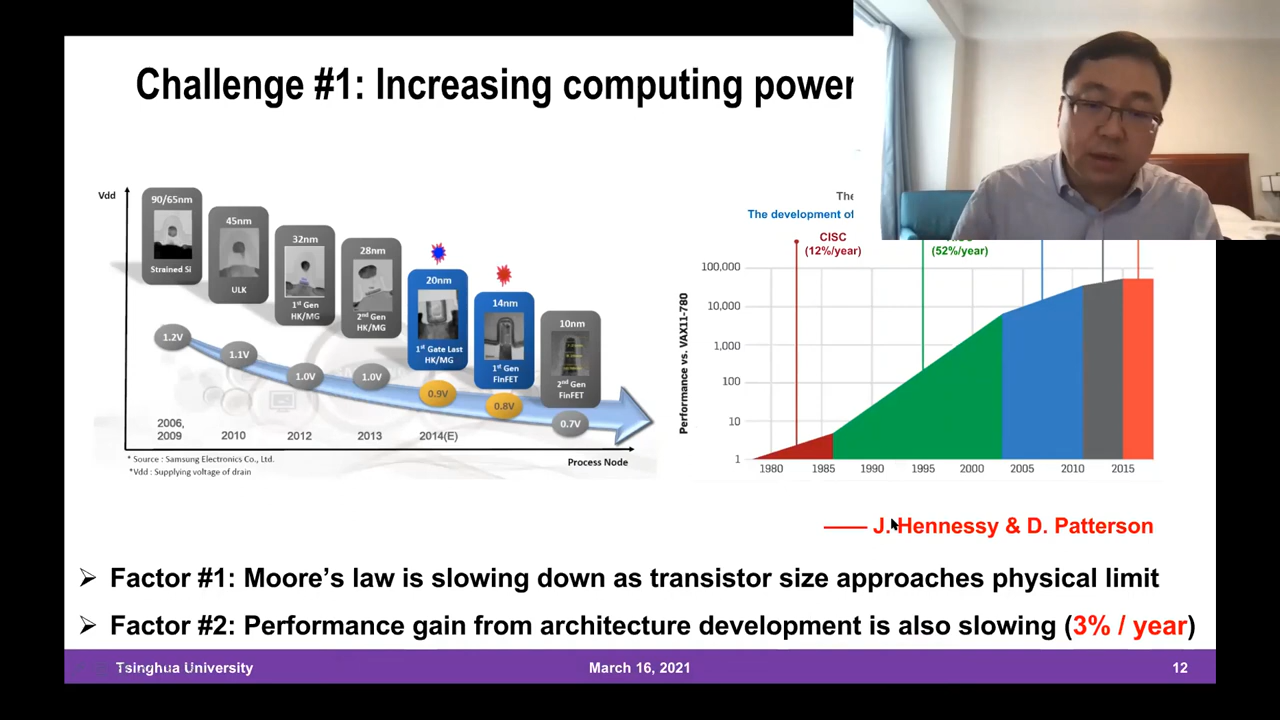 Challenge #1: Increasing computing power
Vdd
90/65nm
Strained Si
45nm
ULK
32nm
1st Gen
HK/MG
28nm
2nd Gen
HK/MG
20nm
1st Gate Last
HK/MG
14nm
1st Gen
FinFET
10nm
2nd Gen
FinFET
1.2V
1.1V
1.0V
1.0V
0.9V
0.8V
0.7V
2006,
2009
2010
2012
2013
2014(E)
* Source : Samsung Electronics Co., Ltd.
*Vdd : Supplying voltage of drain
Process Node
The
The development of
CISC
(12%/year)
(52%/year)
Performance vs. VAX11-780
100,000
10,000
1,000
100
10
1
1980
1985
1990
1995
2000
2005
2010
2015
J. Hennessy & D. Patterson
Factor #1: Moore's law is slowing down as transistor size approaches physical limit
Factor #2: Performance gain from architecture development is also slowing (3% / year)
Tsinghua University
March 16, 2021
12